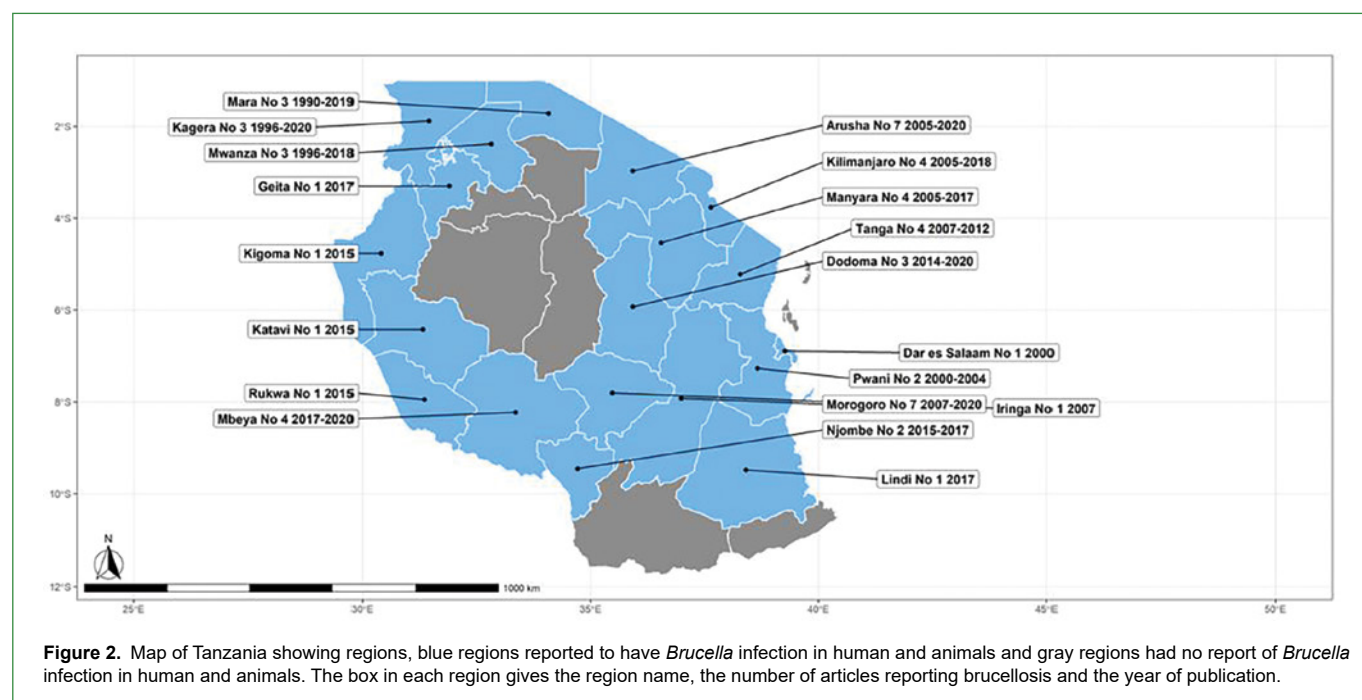 Mara No 3 1990-2019
Kagera No 3 1996-2020
Mwanza No 3 1996-2018
Geita No 1 2017
Kigoma No 1 2015
Katavi No 1 2015
Rukwa No 1 2015
Mbeya No 4 2017-2020
Arusha No 7 2005-2020
Kilimanjaro No 4 2005-2018
Manyara No 4 2005-2017
Tanga No 4 2007-2012
Dodoma No 3 2014-2020
Dar es Salaam No 1 2000
Pwani No 2 2000-2004
Morogoro No 7 2007-2020
Iringa No 1 2007
Njombe No 2 2015-2017
Lindi No 1 2017
2°S
4°S
6°S
8°S
10°S
12°S
N
1000 km
25°E
30°E
35°E
40°E
45°E
50°E
Figure 2. Map of Tanzania showing regions, blue regions reported to have Brucella infection in human and animals and gray regions had no report of Brucella
infection in human and animals. The box in each region gives the region name, the number of articles reporting brucellosis and the year of publication.